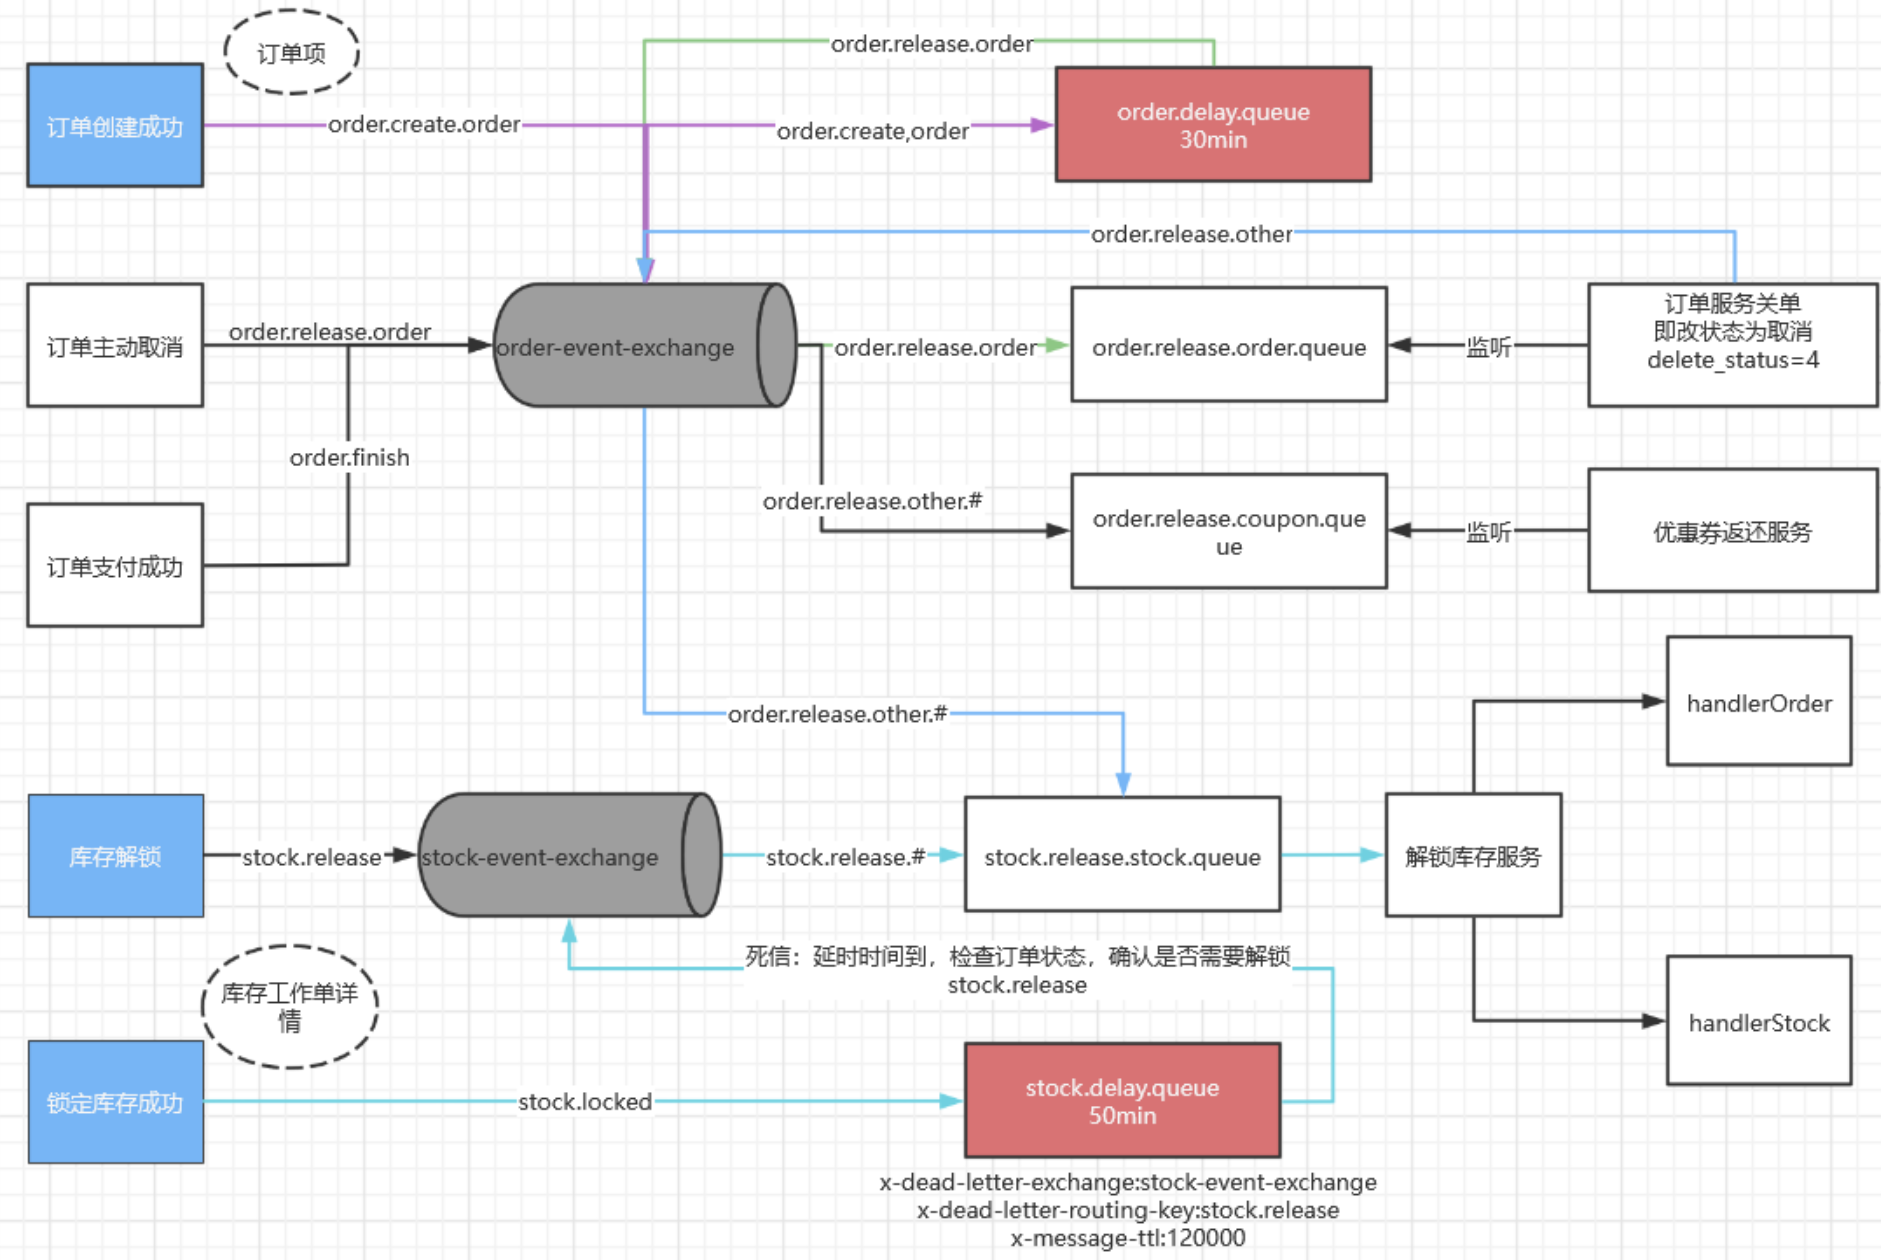 订单项
order.release.order
订单创建成功
order.create.order
order.create,order
order.delay.queue
30min
order.release.other
订单主动取消
order.release.order
order-event-exchange
order.release.order
order.release.order.queue
监听
订单服务关单
即改状态为取消
delete_status=4
order.finish
订单支付成功
order.release.other.#
order.release.coupon.que
ue
监听
优惠券返还服务
order.release.other.#
handlerOrder
库存解锁
stock.release
stock-event-exchange
stock.release.#
stock.release.stock.queue
解锁库存服务
死信：延时时间到，检查订单状态，确认是否需要解锁
stock.release
库存工作单详
情
handlerStock
锁定库存成功
stock.locked
stock.delay.queue
50min
x-dead-letter-exchange:stock-event-exchange
x-dead-letter-routing-key:stock.release
x-message-ttl:120000